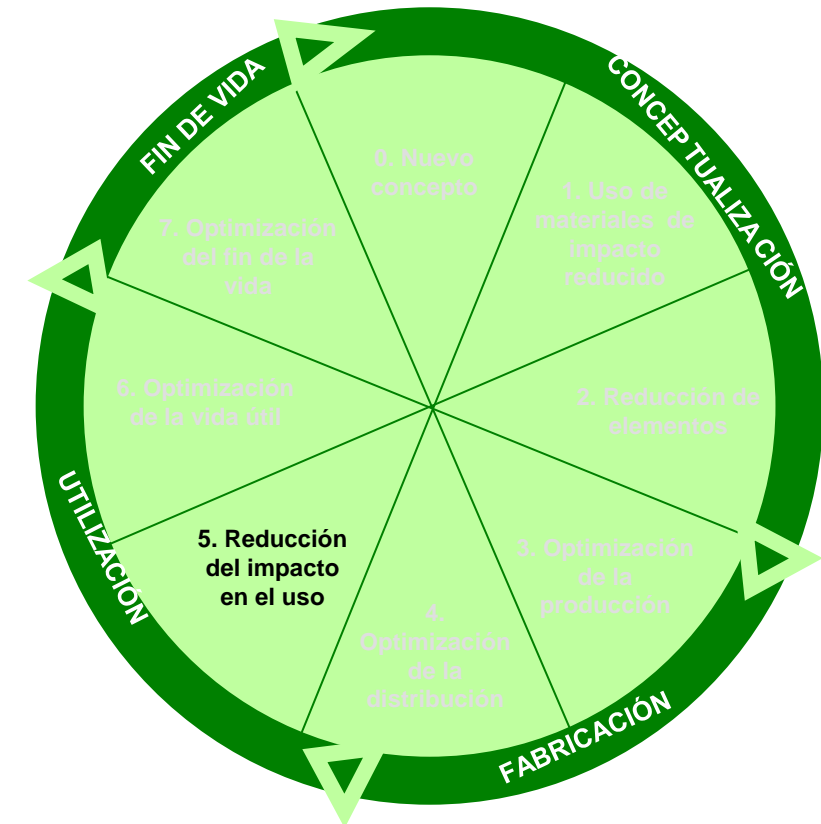 FIN DE VIDA
CONCEPTUALIZACIÓN
0. Nuevo
concepto
1. Uso de
materiales de
impacto
reducido
7. Optimización
del fin de la
vida
6. Optimización
de la vida útil
2. Reducción de
elementos
UTILIZACIÓN
5. Reducción
del impacto
en el uso
3. Optimización
de la
producción
4.
Optimización
de la
distribución
FABRICACIÓN